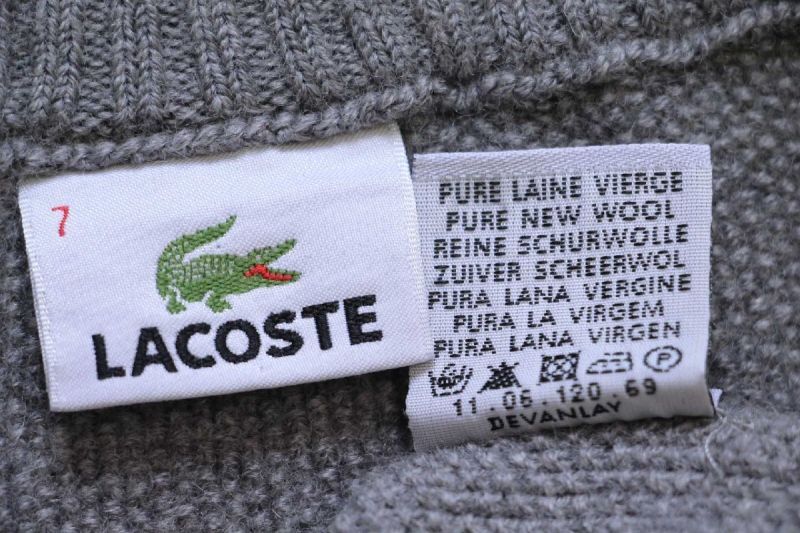 7
LACOSTE
PURE LAINE VIERGE
PURE NEW WOOL
REINE SCHURWOLLE
ZUIVER SCHEERWOL
PURA LANA VERGINE
PURA LA VIRGEM
PURA LANA VIRGEN
P
11.06.120.69
DEVANLAY